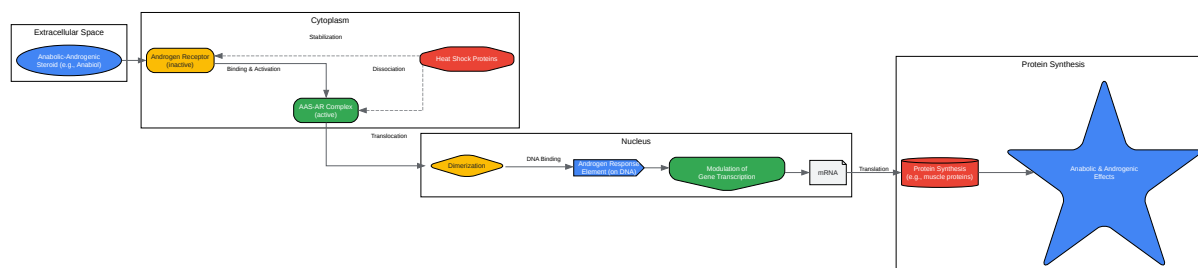 Extracellular Space
Anabolic-Androgenic
Steroid (e.g., Anabiol)
Cytoplasm
Stabilization
Androgen Receptor
(inactive)
Binding & Activation
Dissociation
Heat Shock Proteins
AAS-AR Complex
(active)
Translocation
Nucleus
Dimerization
DNA Binding
Androgen Response
Element (on DNA)
Modulation of
Gene Transcription
mRNA
Translation
Protein Synthesis
Protein Synthesis
(e.g., muscle proteins)
Anabolic & Androgenic
Effects